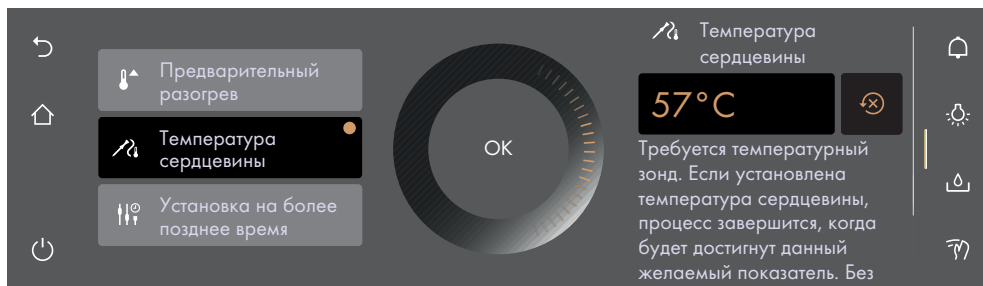 Предварительный
разогрев
Температура
сердцевины
Установка на более
позднее время
OK
Температура
сердцевины
57°C
Требуется температурный
зонд. Если установлена
температура сердцевины,
процесс завершится, когда
будет достигнут данный
желаемый показатель. Без